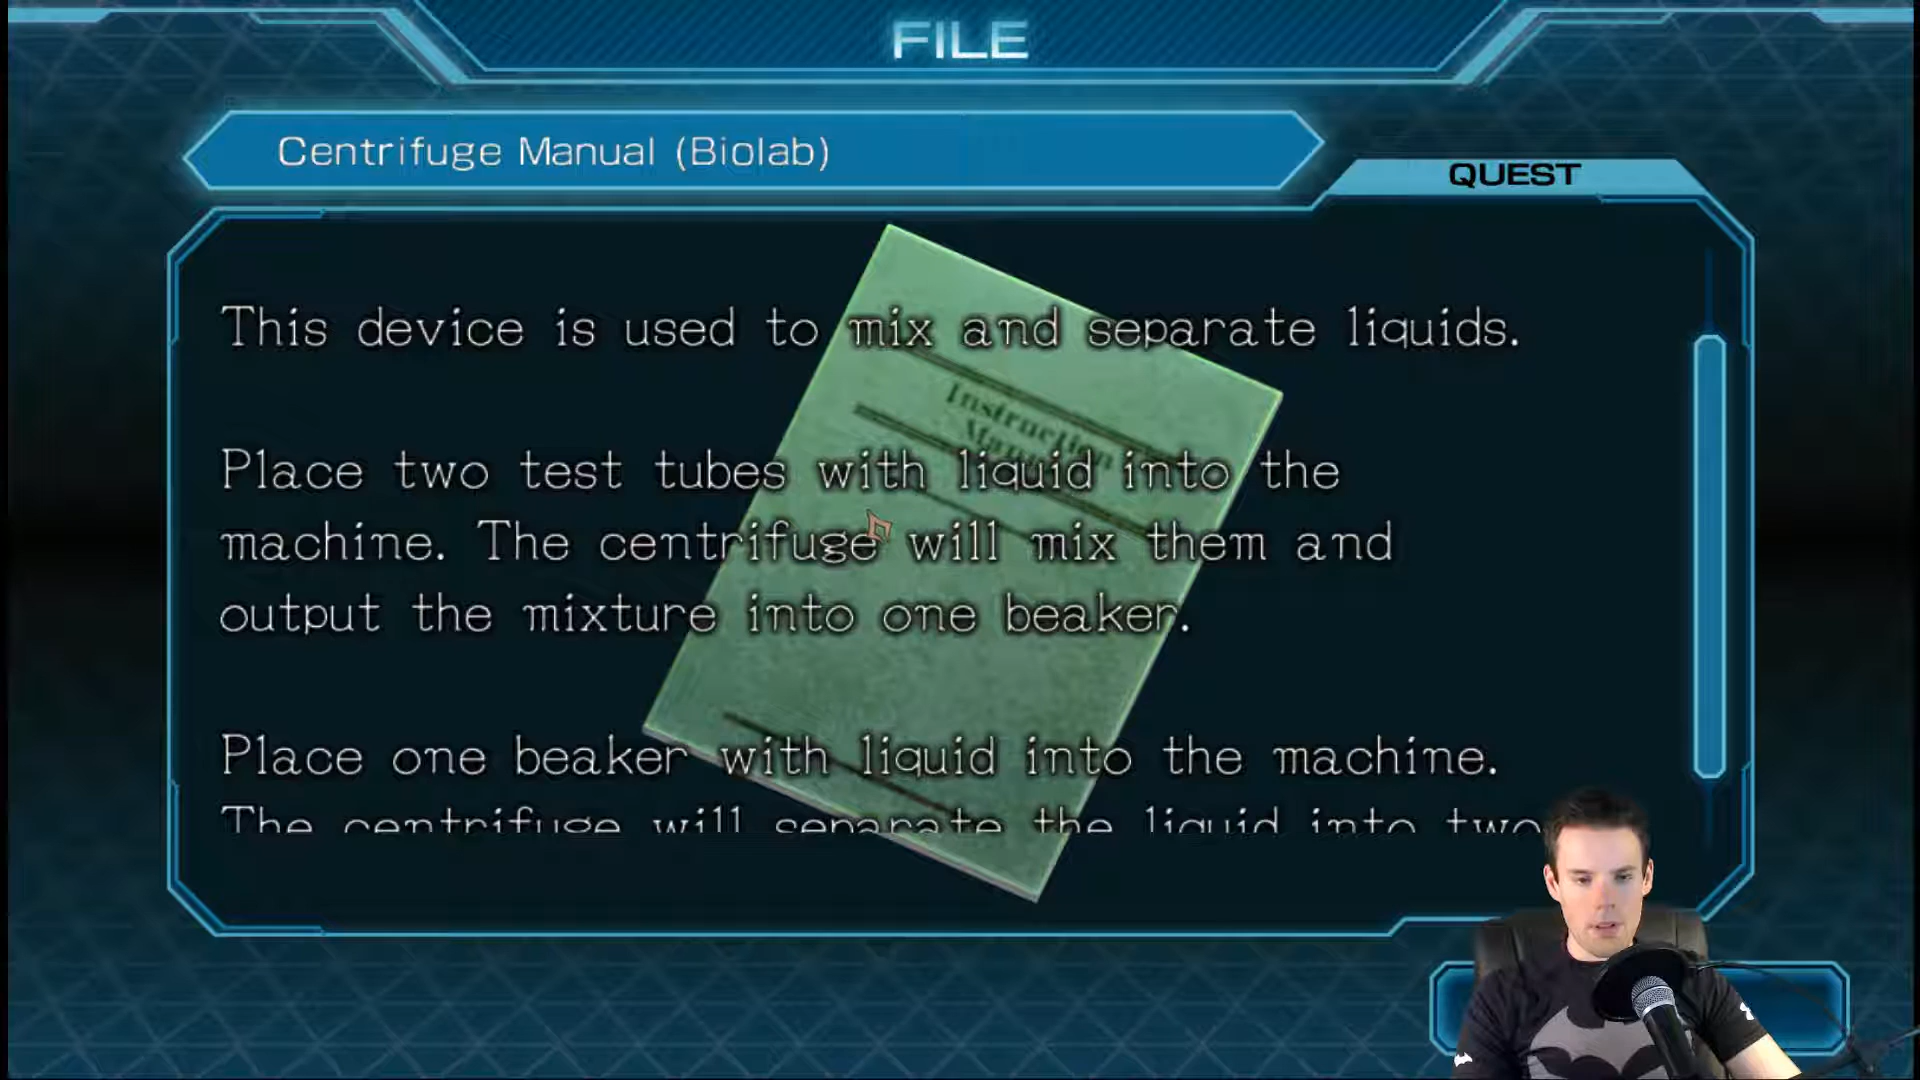 FILE
Centrifuge Manual (Biolab)
QUEST
This device is used to mix and separate liquids.
Instruction
Manual
Place two test tubes with liquid into the
machine. The centrifuge will mix them and
output the mixture into one beaker.
Place one beaker with liquid into the machine.
The centrifuge will separate the liquid into two